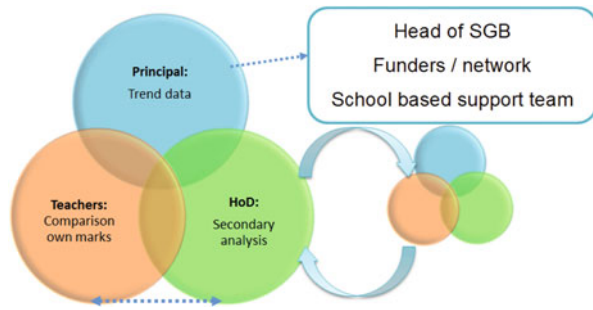 Principal:
Trend data
Head of SGB
Funders / network
School based support team
Teachers:
Comparison
own marks
HoD:
Secondary
analysis